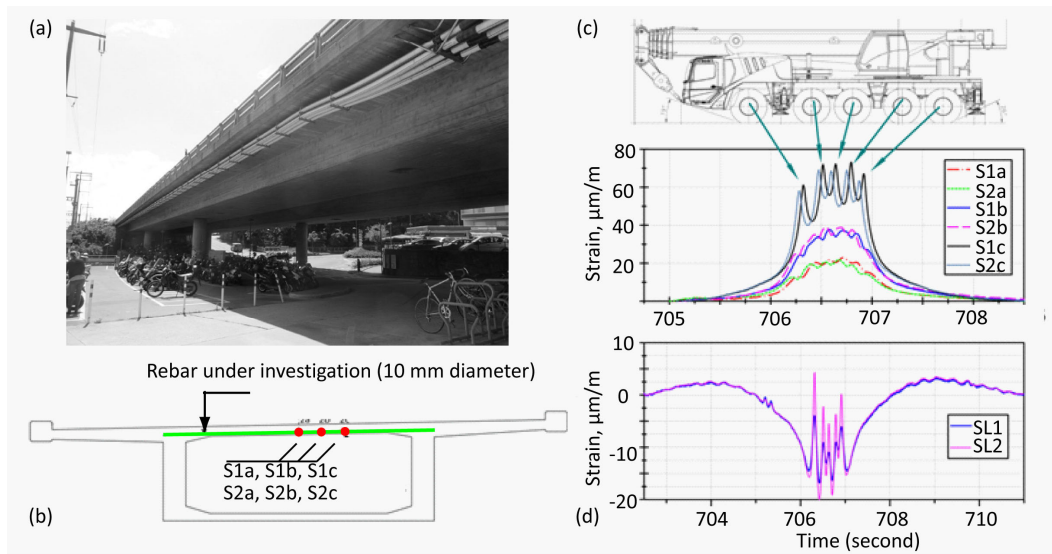 (a)
Rebar under investigation (10 mm diameter)
S1a, S1b, S1c
S2a, S2b, S2c
(b)
(c)
Strain, μm/m
80
60
40
20
705
706
707
708
S1a
S2a
S1b
S2b
S1c
S2c
(d)
Strain, μm/m
10
0
-10
-20
704
706
708
710
SL1
SL2
Time (second)